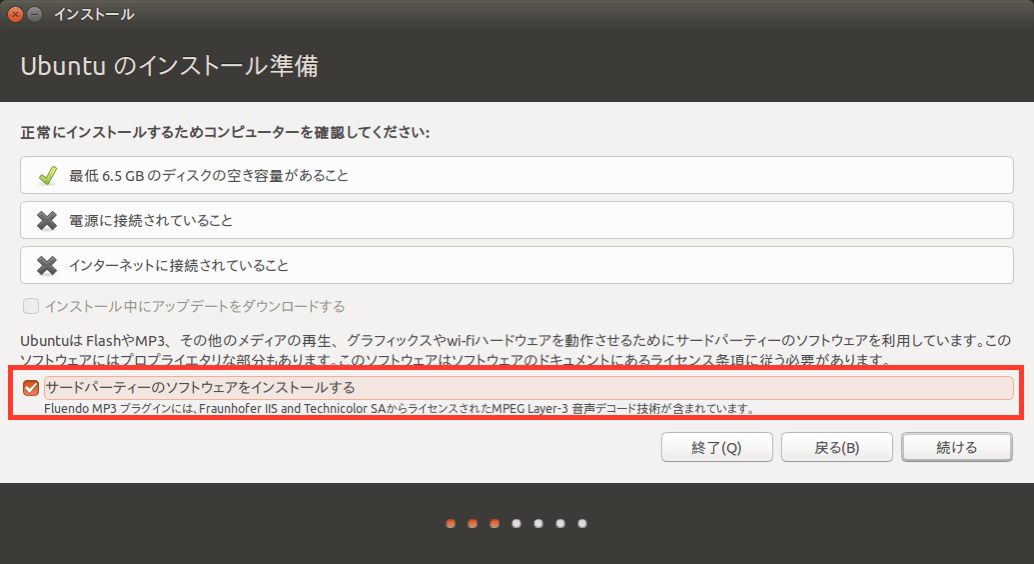 インストール
Ubuntu のインストール準備
正常にインストールするためコンピューターを確認してください:
最低 6.5 GB のディスクの空き容量があること
電源に接続されていること
インターネットに接続されていること
インストール中にアップデートをダウンロードする
Ubuntuは FlashやMP3、その他のメディアの再生、グラフィックスやwi-fiハードウェアを動作させるためにサードパーティーのソフトウェアを利用しています。この
ソフトウェアにはプロプライエタリな部分もあります。このソフトウェアはソフトウェアのドキュメントにあるライセンス条項に従う必要があります。
サードパーティーのソフトウェアをインストールする
Fluendo MP3 プラグインには、Fraunhofer IIS and Technicolor SAからライセンスされたMPEG Layer-3 音声デコード技術が含まれています。
終了(Q)
戻る(B)
続ける